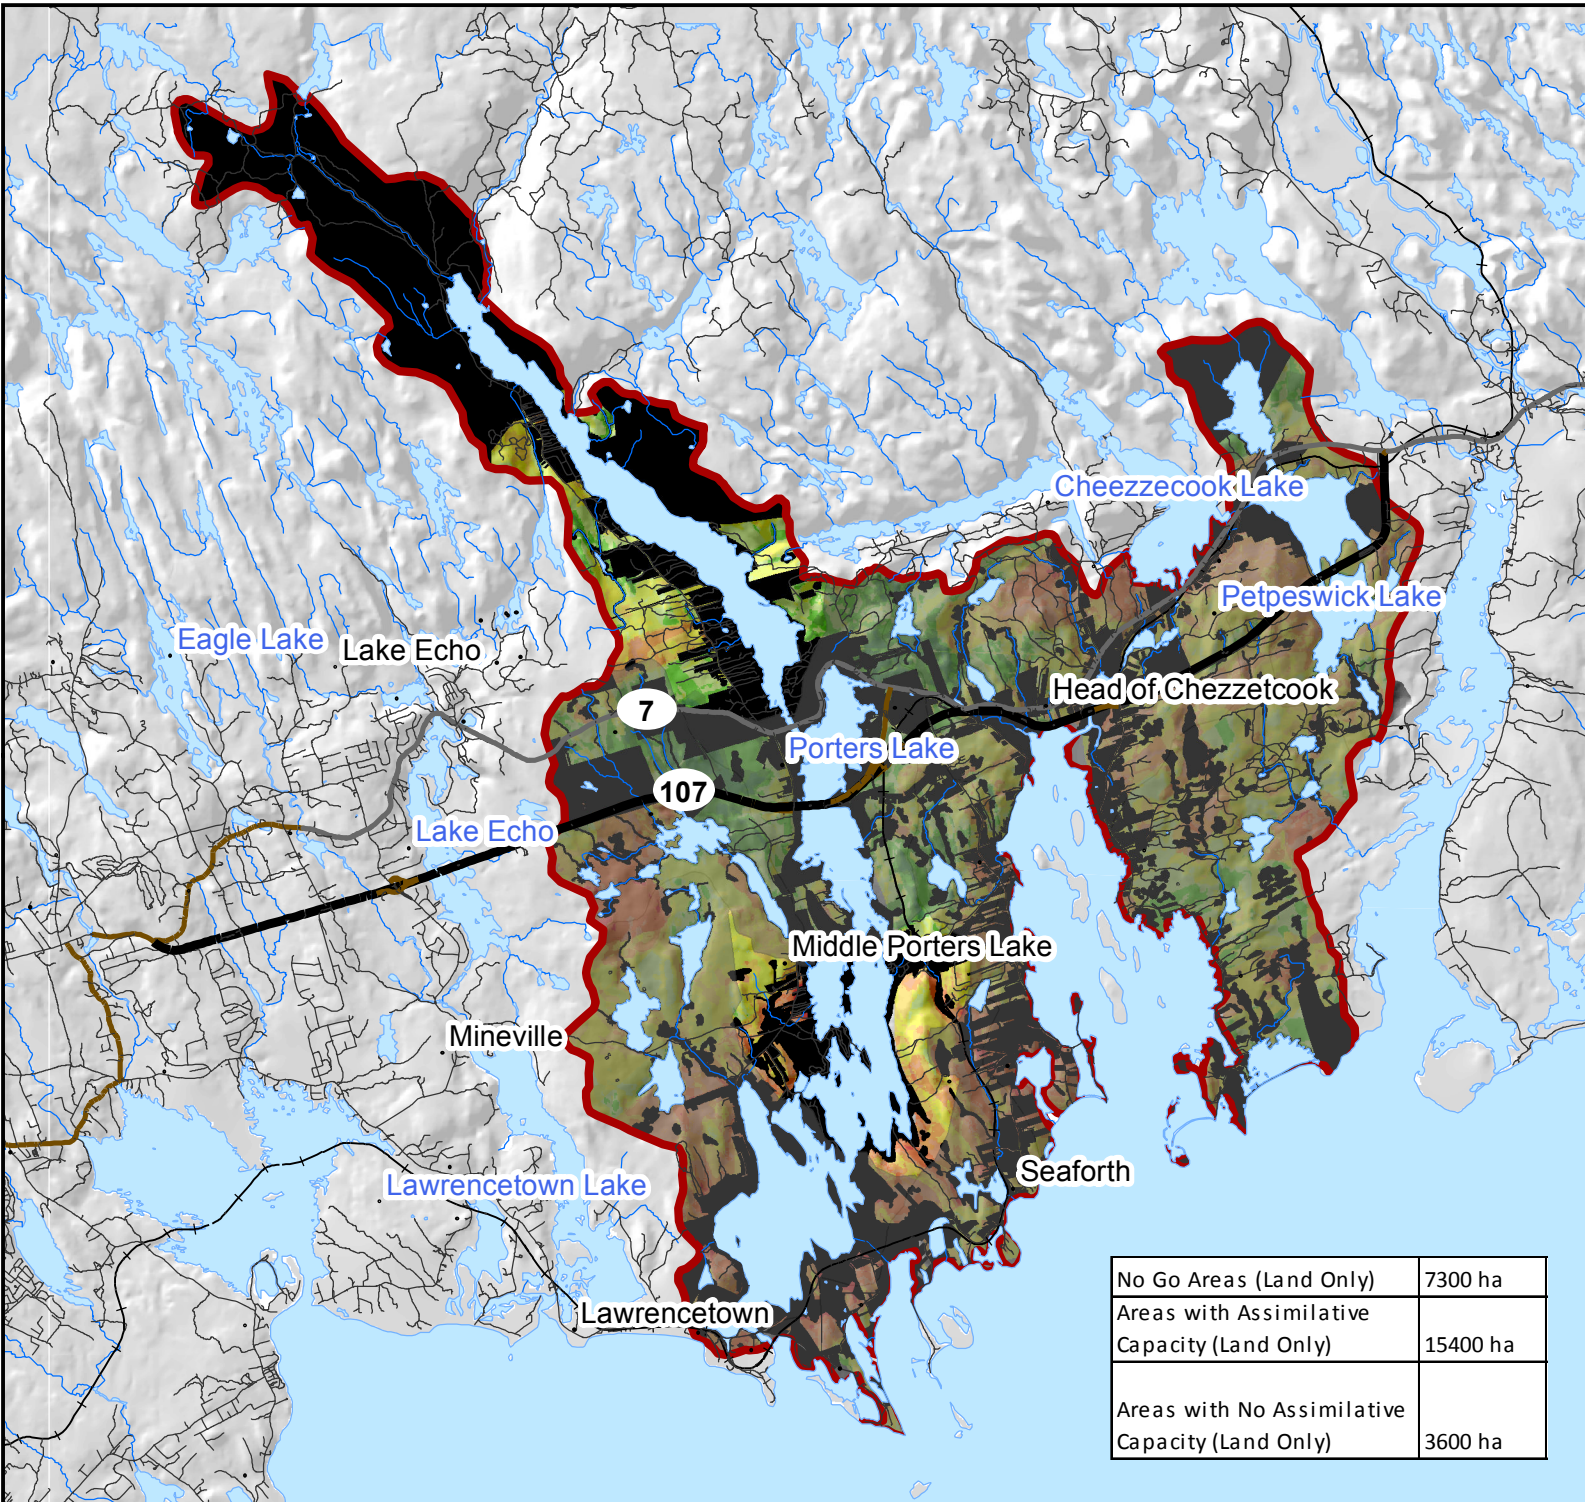 Cheezzecook Lake
Petpeswick Lake
Eagle Lake
Lake Echo
Head of Chezzetcook
7
Porters Lake
107
Lake Echo
Middle Porters Lake
Mineville
Seaforth
Lawrencetown Lake
Lawrencetown
No Go Areas (Land Only) 7300 ha
Areas with Assimilative
Capacity (Land Only) 15400 ha
Areas with No Assimilative
Capacity (Land Only) 3600 ha